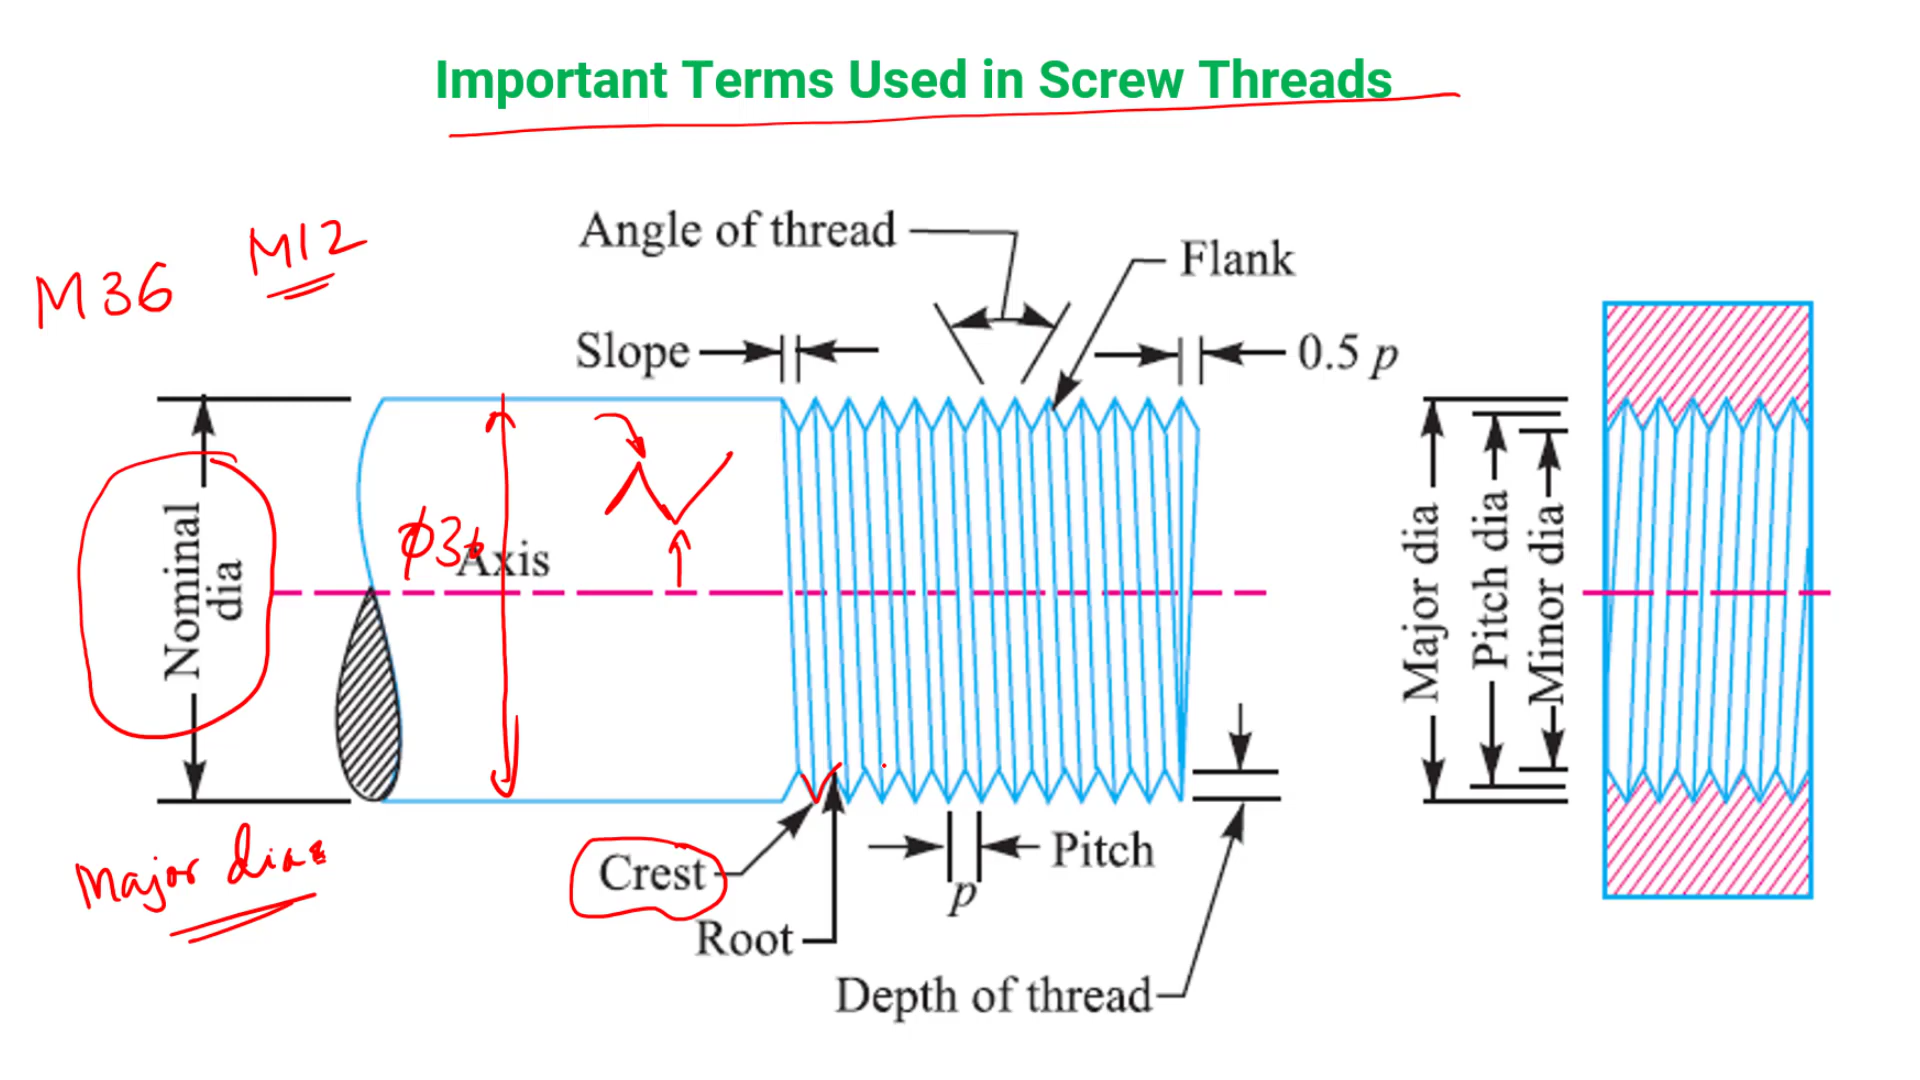 Important Terms Used in Screw Threads
M12
M36
Angle of thread
Flank
Slope
0.5 p
Nominal
dia
ϕ36
Axis
Major dia
Pitch dia
Minor dia
Major dia
Crest
Pitch
p
Root
Depth of thread